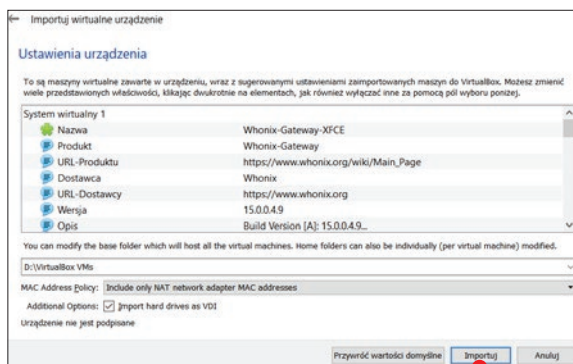 Importuj wirtualne urządzenie
Ustawienia urządzenia
To są maszyny wirtualne zawarte w urządzeniu, wraz z sugerowanymi ustawieniami zaimportowanych maszyn do VirtualBox. Możesz zmienić
wiele przedstawionych właściwości, klikając dwukrotnie na elementach, jak również wyłączać inne za pomocą pól wyboru poniżej.
System wirtualny 1
Nazwa Whonix-Gateway-XFCE
Produkt Whonix-Gateway
URL-Produktu https://www.whonix.org/wiki/Main_Page
Dostawca Whonix
URL-Dostawcy https://www.whonix.org
Wersja 15.0.0.4.9
Opis Build Version [A]: 15.0.0.4.9...
You can modify the base folder which will host all the virtual machines. Home folders can also be individually (per virtual machine) modified.
D:\VirtualBox VMs
MAC Address Policy: Include only NAT network adapter MAC addresses
Additional Options: Import hard drives as VDI
Urządzenie nie jest podpisane
Przywróć wartości domyślne Importuj Anuluj